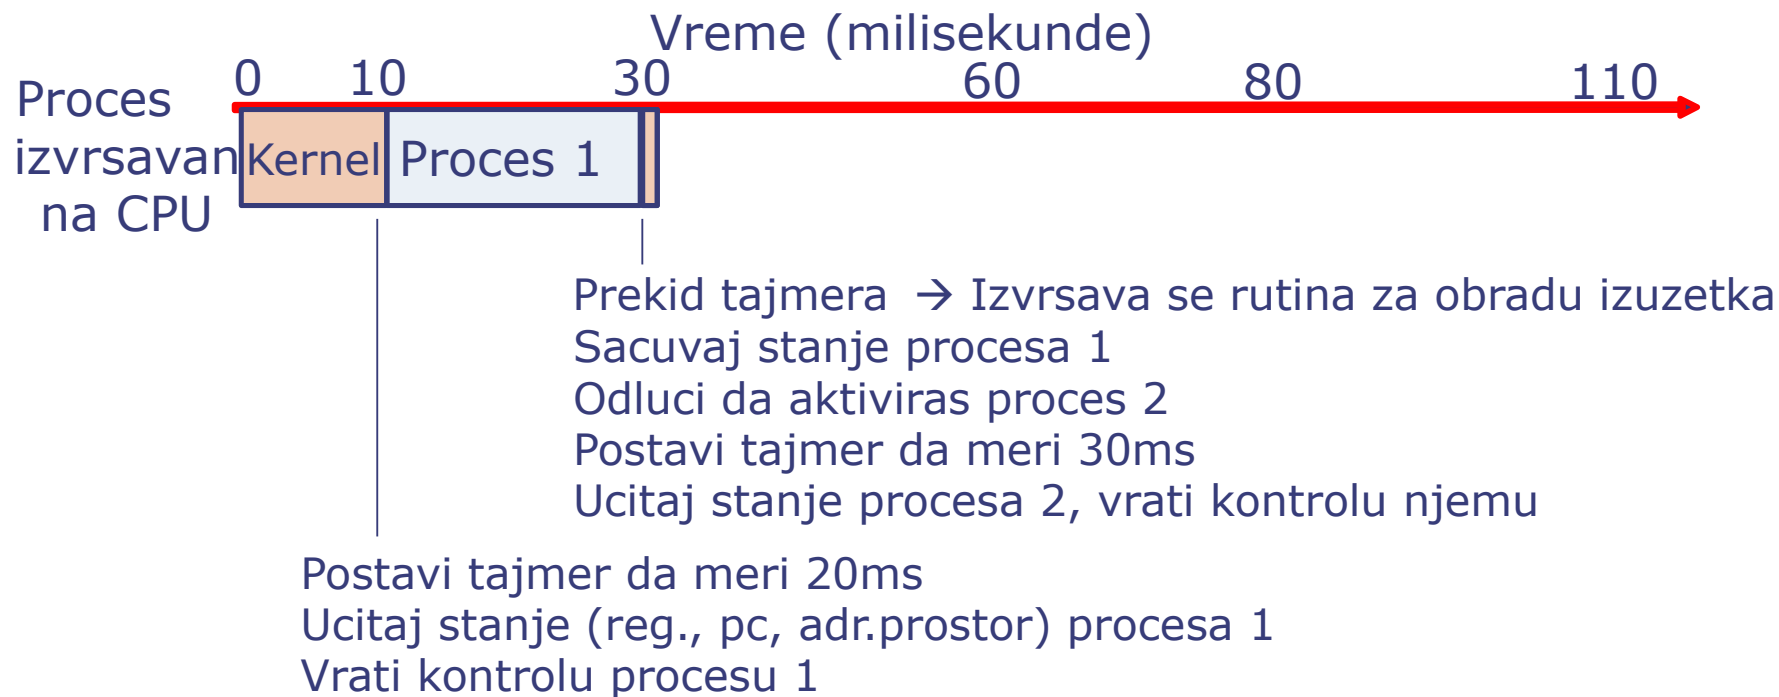 Vreme (milisekunde)
0 10 30 60 80 110
Proces
izvrsavan
na CPU
Kernel
Proces 1
Prekid tajmera → Izvrsava se rutina za obradu izuzetka
Sacuvaj stanje procesa 1
Odluci da aktiviras proces 2
Postavi tajmer da meri 30ms
Ucitaj stanje procesa 2, vrati kontrolu njemu
Postavi tajmer da meri 20ms
Ucitaj stanje (reg., pc, adr.prostor) procesa 1
Vrati kontrolu procesu 1